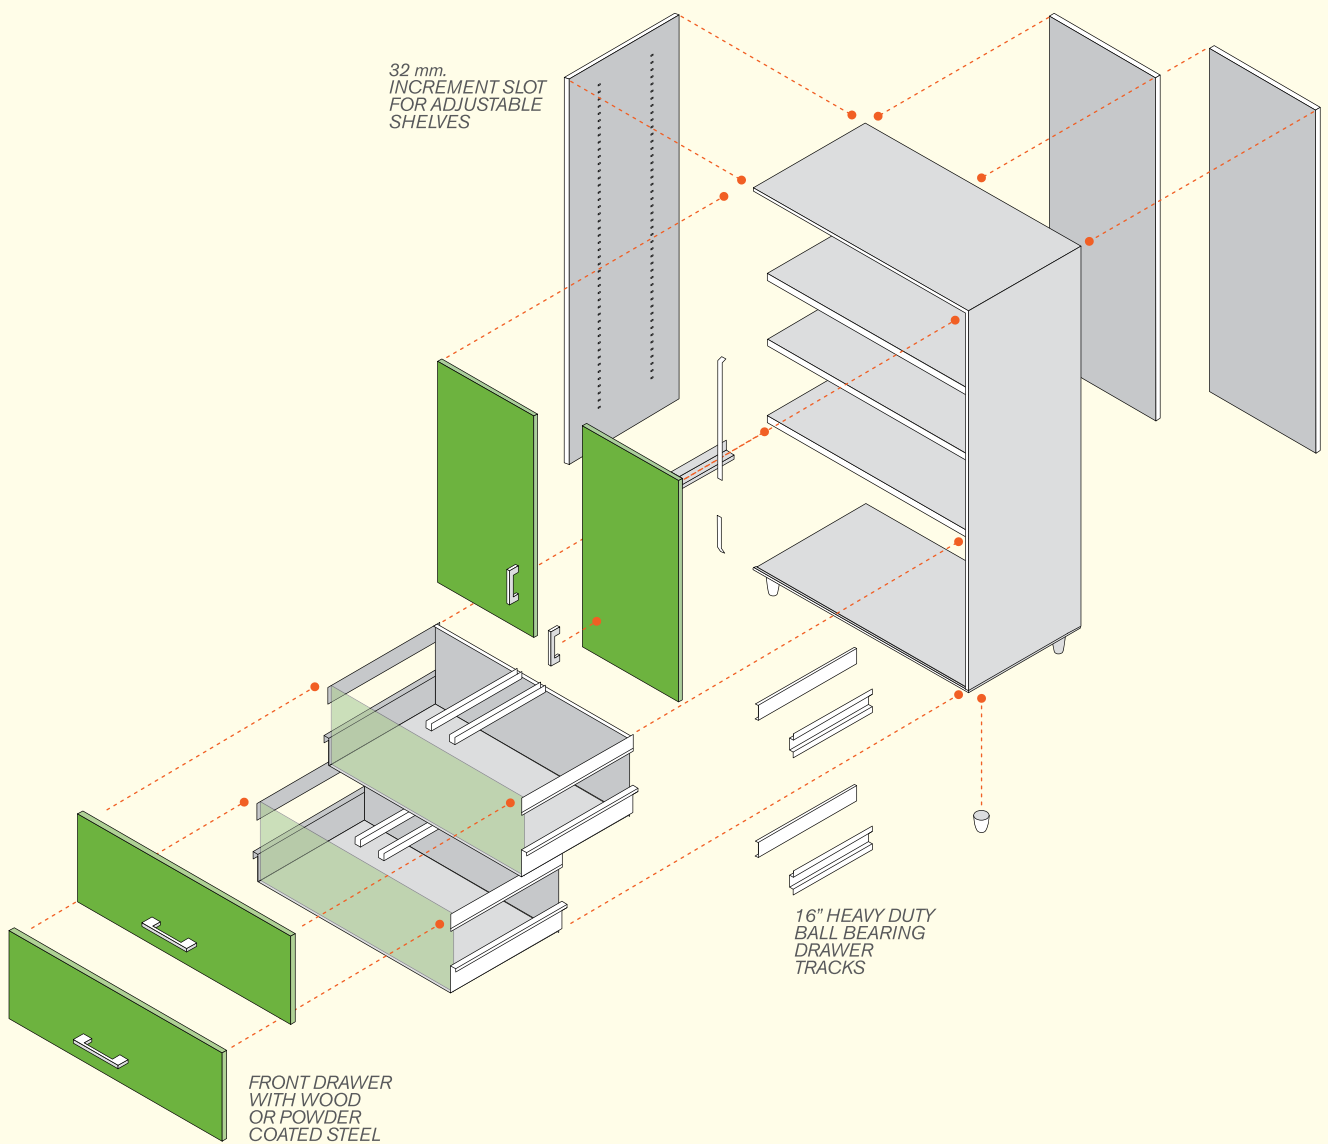 32 mm.
INCREMENT SLOT
FOR ADJUSTABLE
SHELVES
16" HEAVY DUTY
BALL BEARING
DRAWER
TRACKS
FRONT DRAWER
WITH WOOD
OR POWDER
COATED STEEL